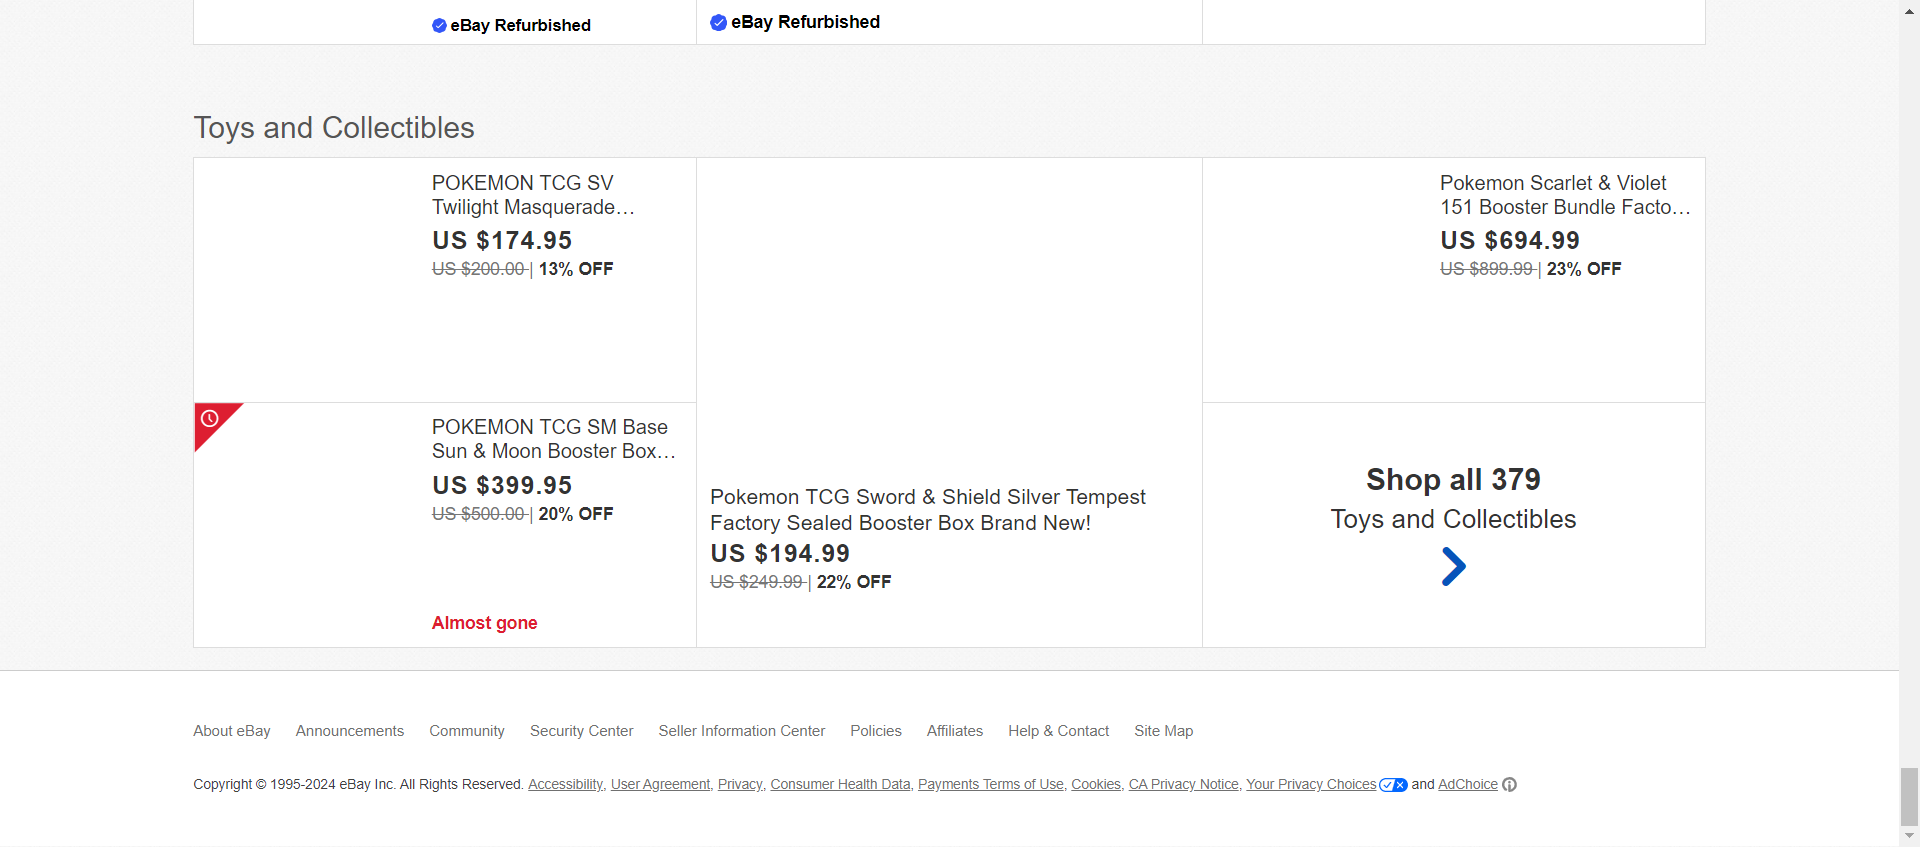 eBay Refurbished
eBay Refurbished
Toys and Collectibles
POKEMON TCG SV
Twilight Masquerade…
US $174.95
US $200.00 | 13% OFF
POKEMON TCG SM Base
Sun & Moon Booster Box…
US $399.95
US $500.00 | 20% OFF
Almost gone
Pokemon TCG Sword & Shield Silver Tempest
Factory Sealed Booster Box Brand New!
US $194.99
US $249.99 | 22% OFF
Pokemon Scarlet & Violet
151 Booster Bundle Facto…
US $694.99
US $899.99 | 23% OFF
Shop all 379
Toys and Collectibles
About eBay Announcements Community Security Center Seller Information Center Policies Affiliates Help & Contact Site Map
Copyright © 1995-2024 eBay Inc. All Rights Reserved. Accessibility, User Agreement, Privacy, Consumer Health Data, Payments Terms of Use, Cookies, CA Privacy Notice, Your Privacy Choices and AdChoice